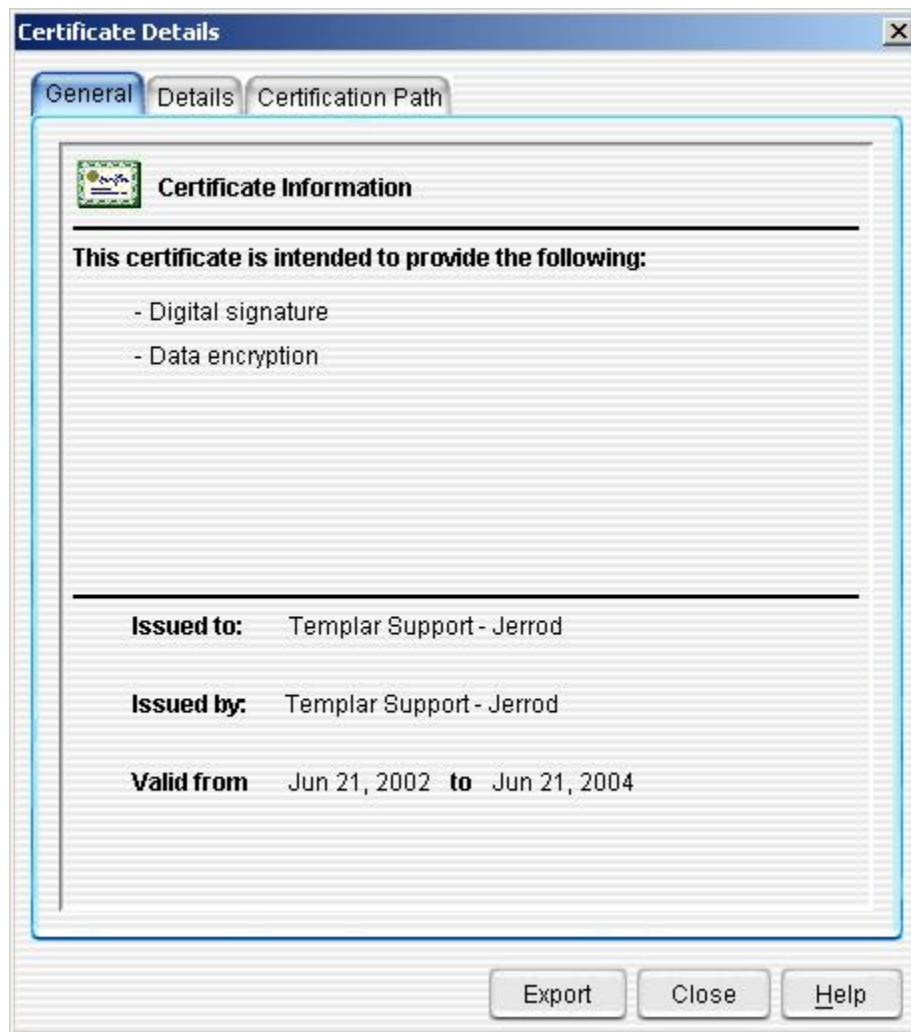 Certificate Details
General Details Certification Path
Certificate Information
This certificate is intended to provide the following:
- Digital signature
- Data encryption
Issued to: Templar Support - Jerrod
Issued by: Templar Support - Jerrod
Valid from Jun 21, 2002 to Jun 21, 2004
Export Close Help